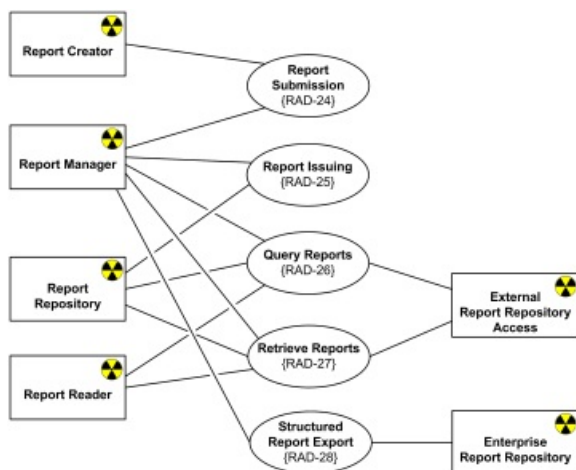 Report Creator
Report
Submission
{RAD-24}
Report Manager
Report Issuing
{RAD-25}
Query Reports
{RAD-26}
Report
Repository
External
Report Repository
Access
Retrieve Reports
{RAD-27}
Report Reader
Structured
Report Export
{RAD-28}
Enterprise
Report Repository